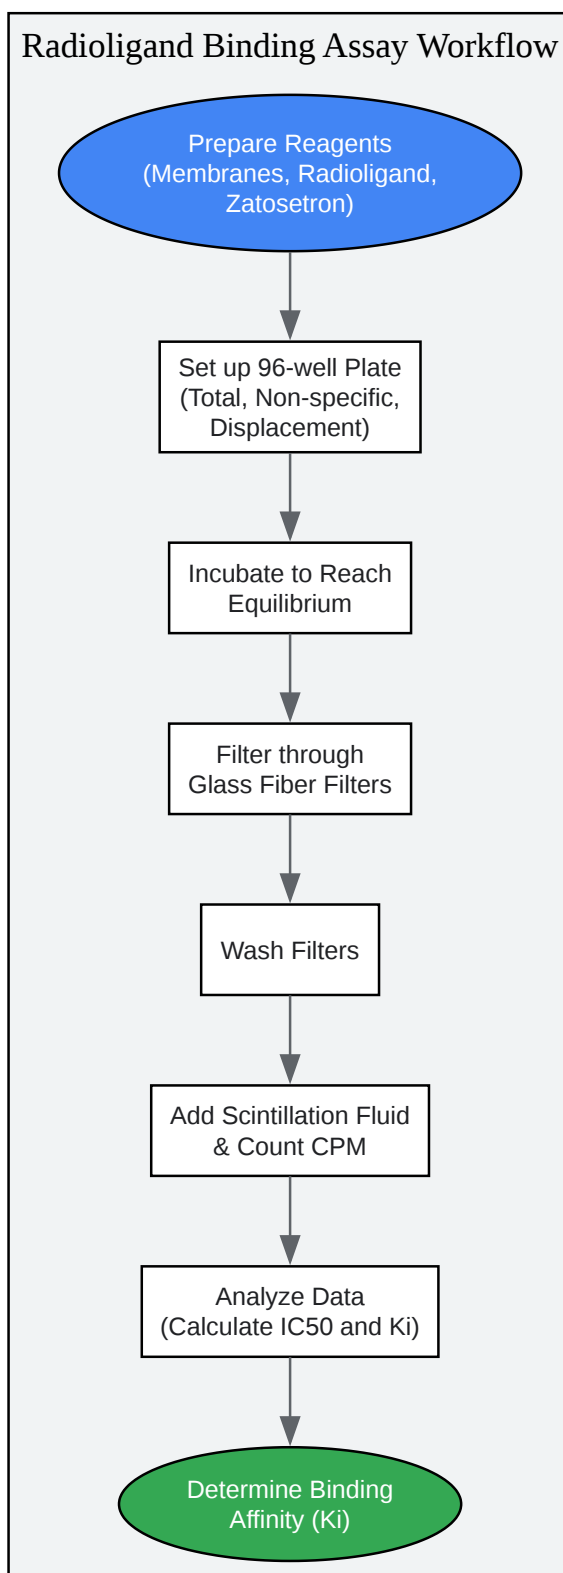 Radioligand Binding Assay Workflow
Prepare Reagents
(Membranes, Radioligand,
Zatosetron)
Set up 96-well Plate
(Total, Non-specific,
Displacement)
Incubate to Reach
Equilibrium
Filter through
Glass Fiber Filters
Wash Filters
Add Scintillation Fluid
& Count CPM
Analyze Data
(Calculate IC50 and Ki)
Determine Binding
Affinity (Ki)